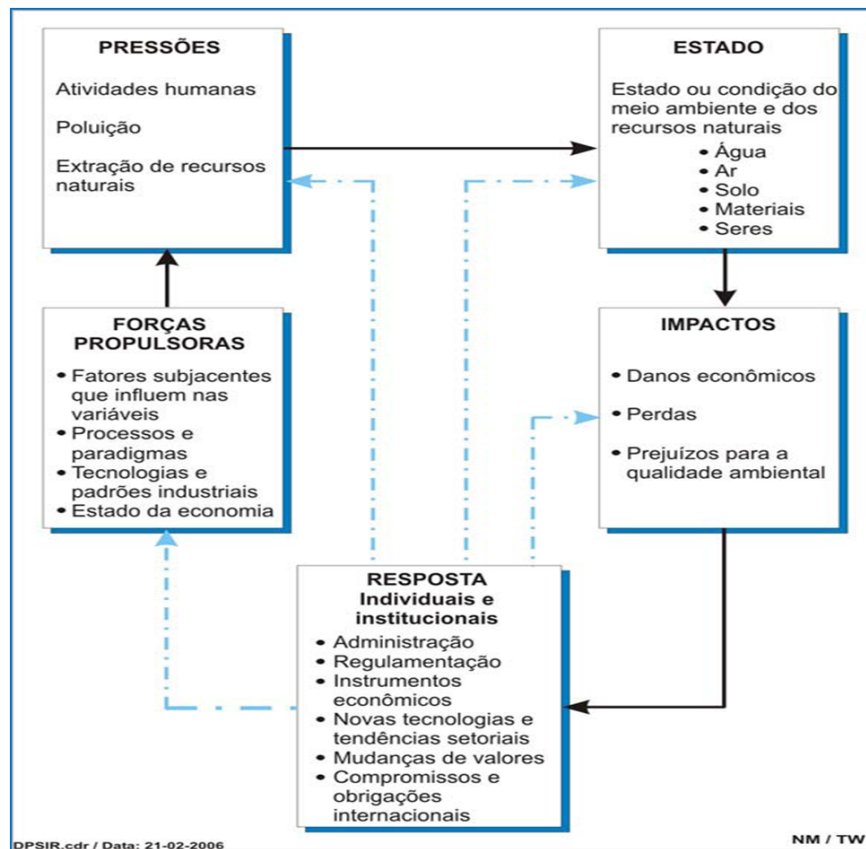 PRESSÕES
Atividades humanas
Poluição
Extração de recursos
naturais
ESTADO
Estado ou condição do
meio ambiente e dos
recursos naturais
• Água
• Ar
• Solo
• Materiais
• Seres
FORÇAS
PROPULSORAS
• Fatores subjacentes
que influem nas
variáveis
• Processos e
paradigmas
• Tecnologias e
padrões industriais
• Estado da economia
IMPACTOS
• Danos econômicos
• Perdas
• Prejuízos para a
qualidade ambiental
RESPOSTA
Individuais e
institucionais
• Administração
• Regulamentação
• Instrumentos
econômicos
• Novas tecnologias e
tendências setoriais
• Mudanças de valores
• Compromissos e
obrigações
internacionais
DPSIR.cdr / Data: 21-02-2006
NM / TW